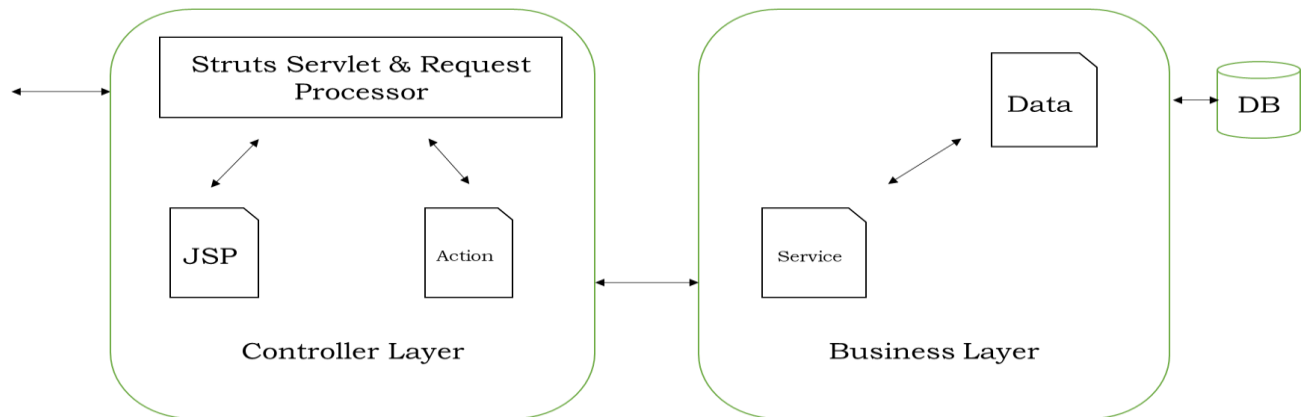 Struts Servlet & Request
Processor
JSP
Action
Controller Layer
Data
Service
Business Layer
DB